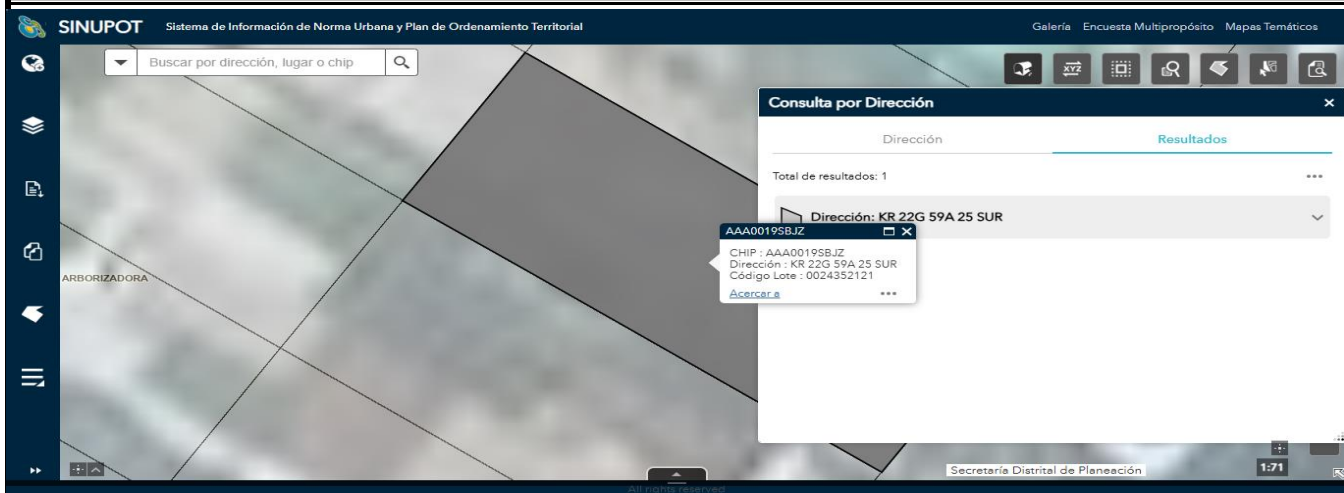 SINUPOT Sistema de Información de Norma Urbana y Plan de Ordenamiento Territorial
Galería Encuesta Multipropósito Mapas Temáticos
Buscar por dirección, lugar o chip
XYZ
Consulta por Dirección
Dirección Resultados
Total de resultados: 1
Dirección: KR 22G 59A 25 SUR
AAA0019SBJZ
CHIP : AAA0019SBJZ
Dirección : KR 22G 59A 25 SUR
Código Lote : 0024352121
Acercar a
ARBORIZADORA
Secretaría Distrital de Planeación
1:71
All rights reserved